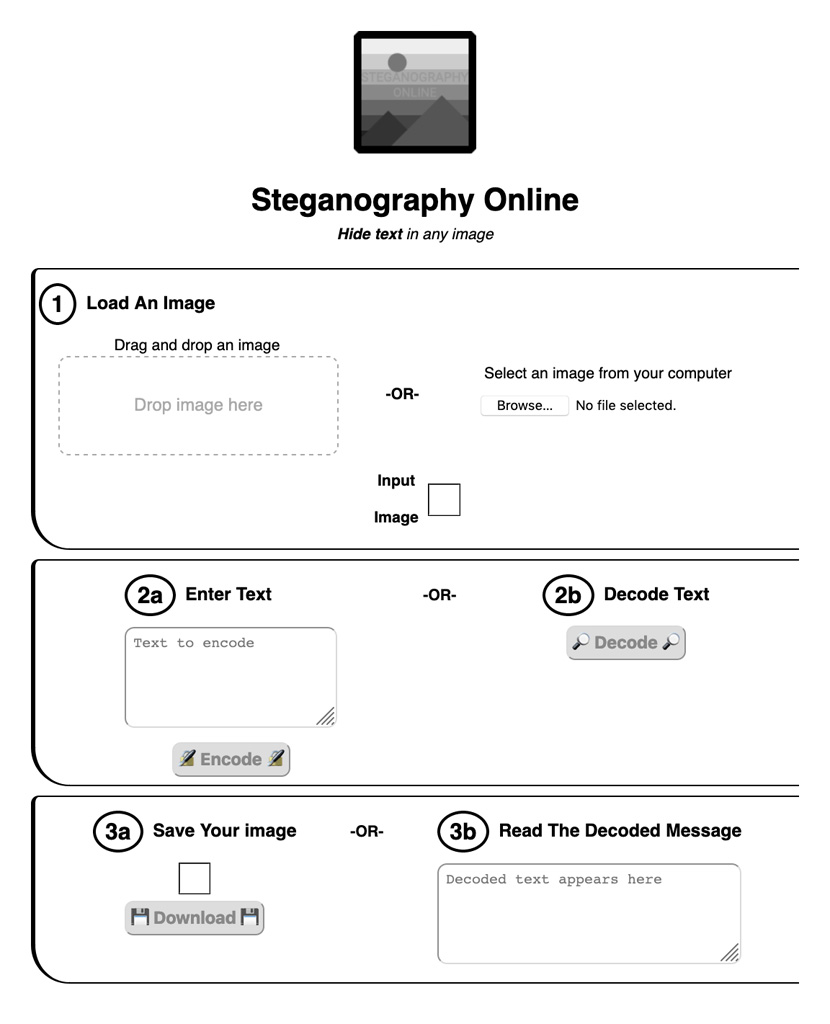 STEGANOGRAPHY
ONLINE
Steganography Online
Hide text in any image
1 Load An Image
Drag and drop an image
Drop image here
-OR-
Select an image from your computer
Browse... No file selected.
Input
Image
2a Enter Text
Text to encode
Encode
-OR-
2b Decode Text
Decode
3a Save Your image
Download
-OR-
3b Read The Decoded Message
Decoded text appears here